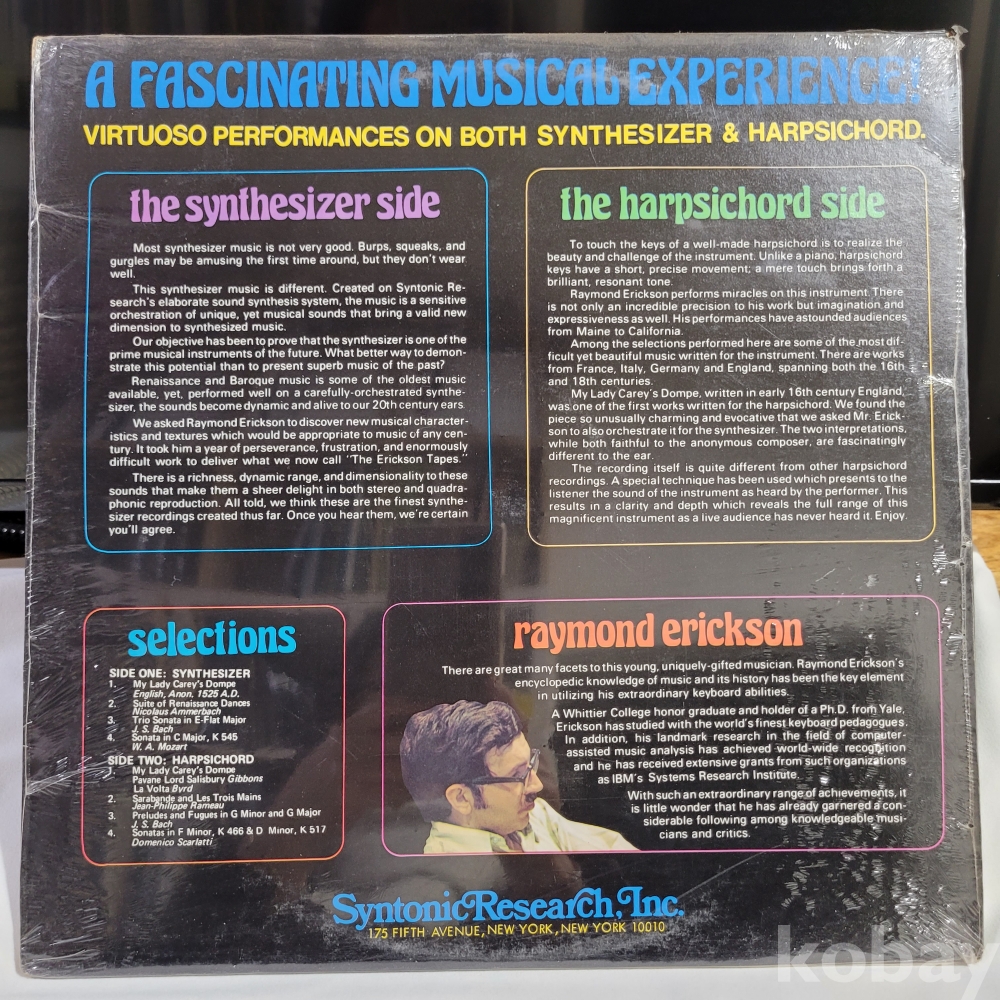 A FASCINATING MUSICAL EXPERIENCE!
VIRTUOSO PERFORMANCES ON BOTH SYNTHESIZER & HARPSICHORD.
the synthesizer side
Most synthesizer music is not very good. Burps, squeaks, and
gurgles may be amusing the first time around, but they don't wear
well.
This synthesizer music is different. Created on Syntonic Re-
search's elaborate sound synthesis system, the music is a sensitive
orchestration of unique, yet musical sounds that bring a valid new
dimension to synthesized music.
Our objective has been to prove that the synthesizer is one of the
prime musical instruments of the future. What better way to demon-
strate this potential than to present superb music of the past?
Renaissance and Baroque music is some of the oldest music
available, yet, performed well on a carefully-orchestrated synthe-
sizer, the sounds become dynamic and alive to our 20th century ears.
We asked Raymond Erickson to discover new musical character-
istics and textures which would be appropriate to music of any cen-
tury. It took him a year of perseverance, frustration, and enormously
difficult work to deliver what we now call "The Erickson Tapes."
There is a richness, dynamic range, and dimensionality to these
sounds that make them a sheer delight in both stereo and quadra-
phonic reproduction. All told, we think these are the finest synthe-
sizer recordings created thus far. Once you hear them, we're certain
you'll agree.
the harpsichord side
To touch the keys of a well-made harpsichord is to realize the
beauty and challenge of the instrument. Unlike a piano, harpsichord
keys have a short, precise movement; a mere touch brings forth a
brilliant, resonant tone.
Raymond Erickson performs miracles on this instrument. There
is not only an incredible precision to his work but imagination and
expressiveness as well. His performances have astounded audiences
from Maine to California.
Among the selections performed here are some of the most dif-
ficult yet beautiful music written for the instrument. There are works
from France, Italy, Germany and England, spanning both the 16th
and 18th centuries.
My Lady Carey's Dompe, written in early 16th century England,
was one of the first works written for the harpsichord. We found the
piece so unusually charming and evocative that we asked Mr. Erick-
son to also orchestrate it for the synthesizer. The two interpretations,
while both faithful to the anonymous composer, are fascinatingly
different to the ear.
The recording itself is quite different from other harpsichord
recordings. A special technique has been used which presents to the
listener the sound of the instrument as heard by the performer. This
results in a clarity and depth which reveals the full range of this
magnificent instrument as a live audience has never heard it. Enjoy.
selections
SIDE ONE: SYNTHESIZER
1. My Lady Carey's Dompe
English, Anon. 1525 A.D.
2. Suite of Renaissance Dances
Nicolaus Ammerbach
3. Trio Sonata in E-Flat Major
J. S. Bach
4. Sonata in C Major, K 545
W. A. Mozart
SIDE TWO: HARPSICHORD
1. My Lady Carey's Dompe
Pavane Lord Salisbury Gibbons
La Volta Byrd
2. Sarabande and Les Trois Mains
Jean-Philippe Rameau
3. Preludes and Fugues in G Minor and G Major
J. S. Bach
4. Sonatas in F Minor, K 466 & D Minor, K 517
Domenico Scarlatti
raymond erickson
There are great many facets to this young, uniquely-gifted musician. Raymond Erickson's
encyclopedic knowledge of music and its history has been the key element
in utilizing his extraordinary keyboard abilities.
A Whittier College honor graduate and holder of a Ph.D. from Yale,
Erickson has studied with the world's finest keyboard pedagogues.
In addition, his landmark research in the field of computer-
assisted music analysis has achieved world-wide recognition
and he has received extensive grants from such organizations
as IBM's Systems Research Institute.
With such an extraordinary range of achievements, it
is little wonder that he has already garnered a con-
siderable following among knowledgeable musi-
cians and critics.
Syntonic Research, Inc.
175 FIFTH AVENUE, NEW YORK, NEW YORK 10010
kobay